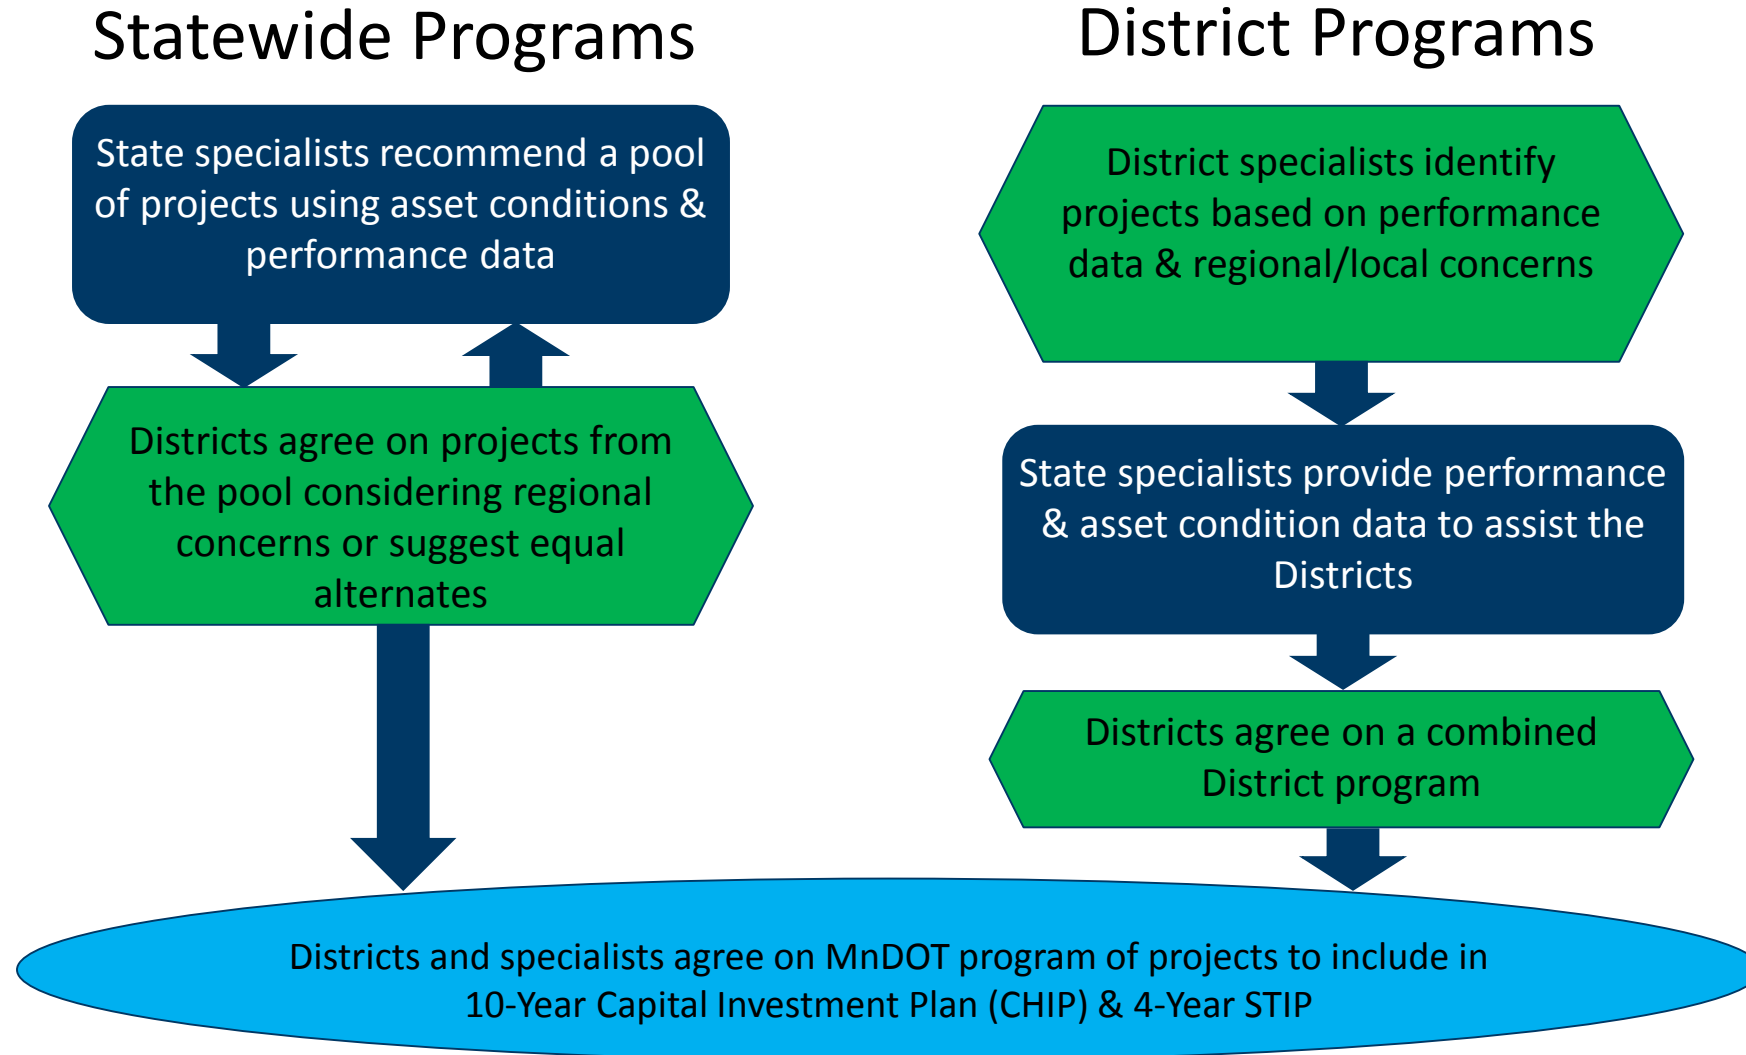 Statewide Programs
State specialists recommend a pool
of projects using asset conditions &
performance data
Districts agree on projects from
the pool considering regional
concerns or suggest equal
alternates
District Programs
District specialists identify
projects based on performance
data & regional/local concerns
State specialists provide performance
& asset condition data to assist the
Districts
Districts agree on a combined
District program
Districts and specialists agree on MnDOT program of projects to include in
10-Year Capital Investment Plan (CHIP) & 4-Year STIP